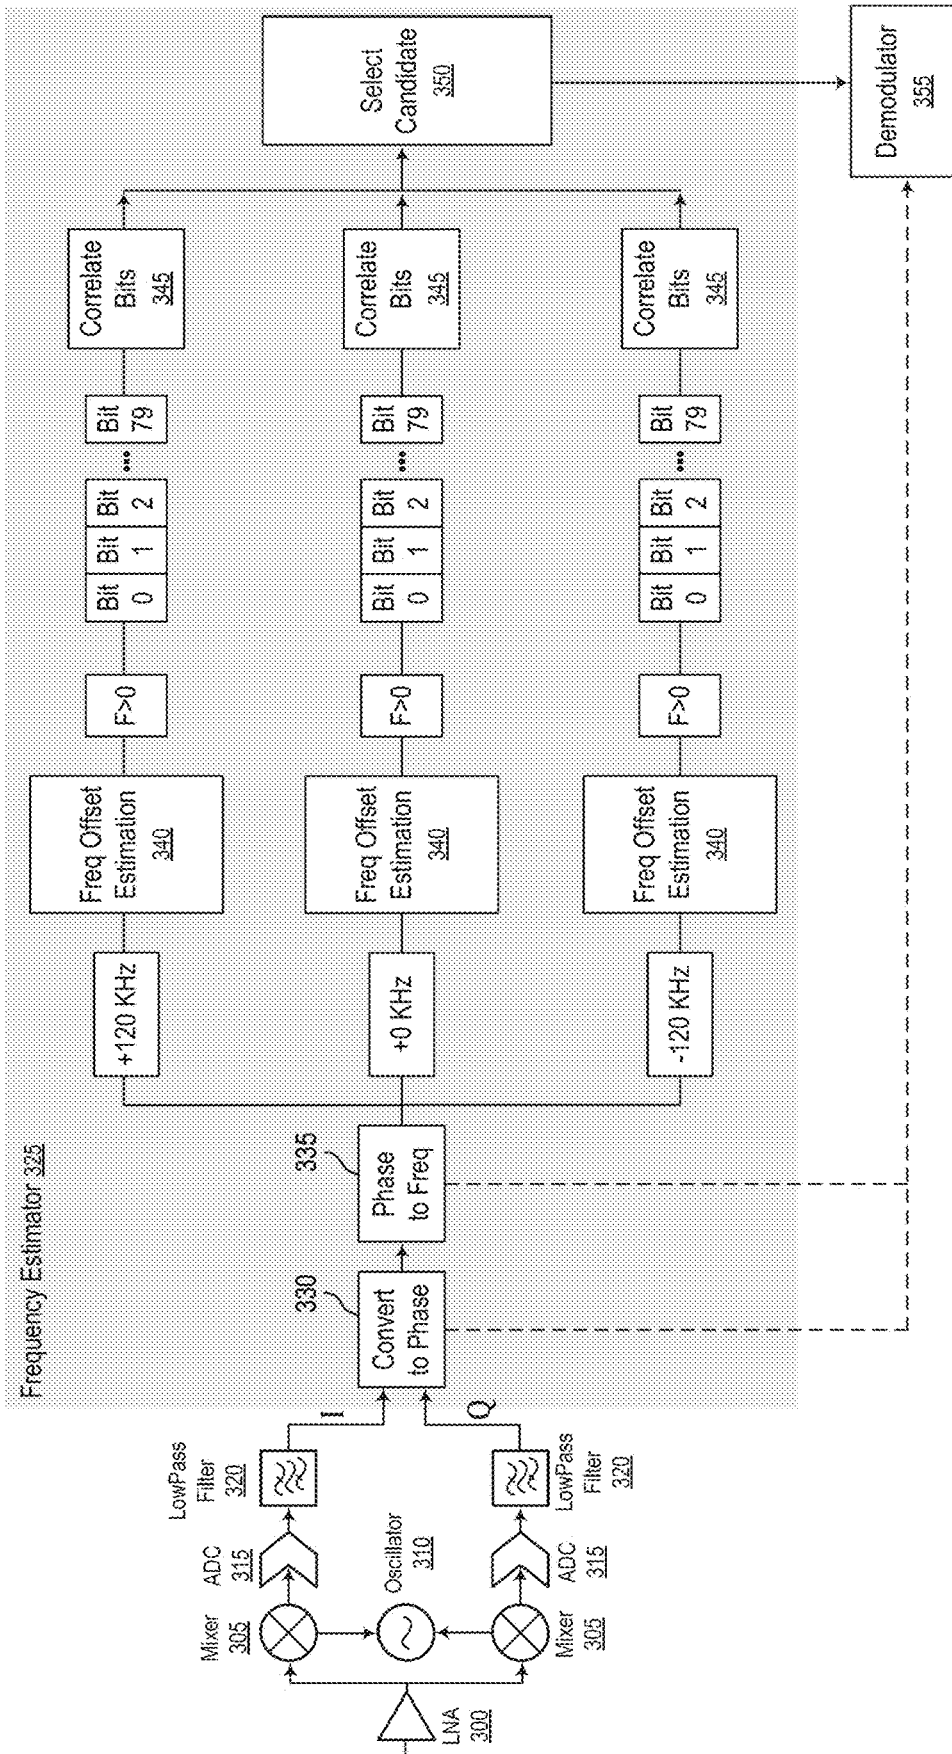 Frequency Estimator 325
LNA
300
Mixer
305
ADC
315
LowPass
Filter
320
I
Oscillator
310
Mixer
305
ADC
315
LowPass
Filter
320
Q
330
Convert
to Phase
335
Phase
to Freq
+120 KHz
Freq Offset
Estimation
340
F>0
Bit
0
Bit
1
Bit
2
...
Bit
79
Correlate
Bits
345
+0 KHz
Freq Offset
Estimation
340
F>0
Bit
0
Bit
1
Bit
2
...
Bit
79
Correlate
Bits
345
-120 KHz
Freq Offset
Estimation
340
F>0
Bit
0
Bit
1
Bit
2
...
Bit
79
Correlate
Bits
345
Select
Candidate
350
Demodulator
355